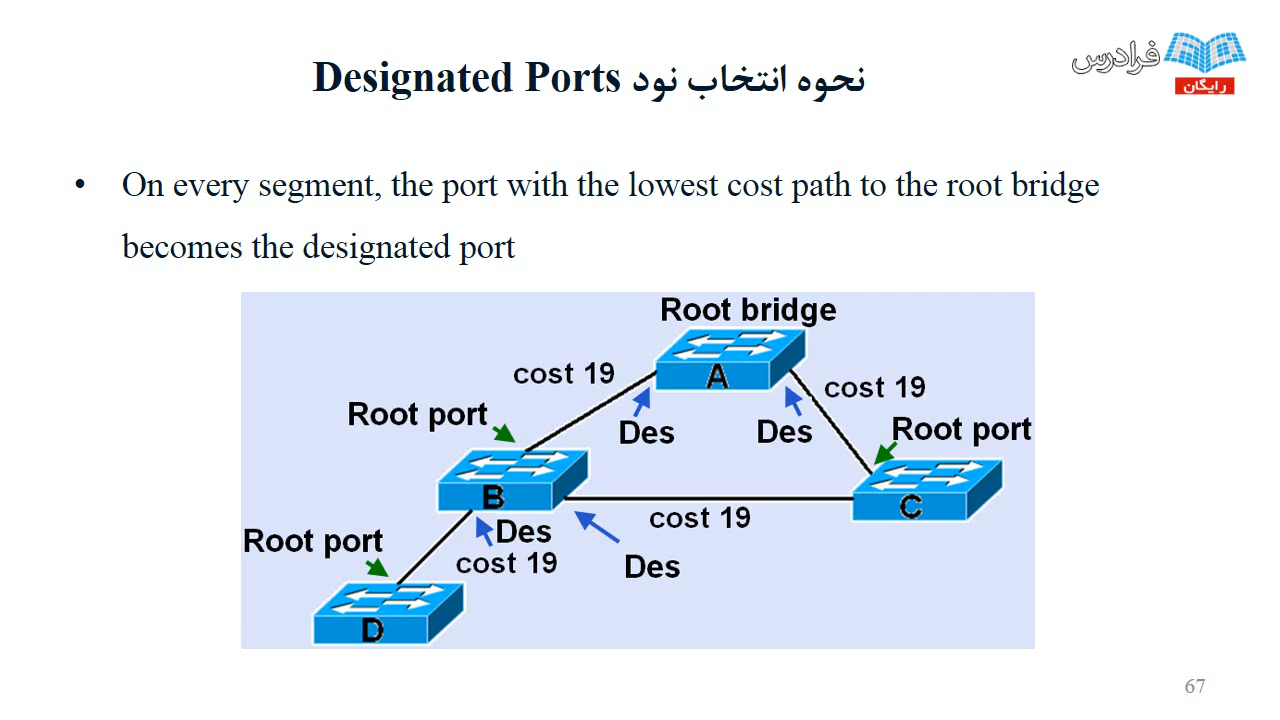 فرادرس
رایگان
نحوه انتخاب نود Designated Ports
• On every segment, the port with the lowest cost path to the root bridge
becomes the designated port
Root bridge
A
cost 19
cost 19
Root port
Des
Des
Root port
B
C
cost 19
Des
Root port
cost 19
Des
D
67